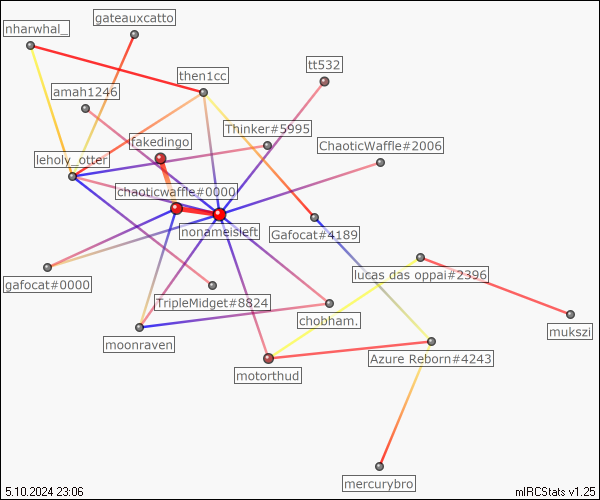 gateauxcatto
nharwhal_
then1cc
tt532
amah1246
Thinker#5995
fakedingo
ChaoticWaffle#2006
leholy_otter
chaoticwaffle#0000
nonameisleft
Gafocat#4189
lucas das oppai#2396
gafocat#0000
TripleMidget#8824
chobham.
mukszi
moonraven
Azure Reborn#4243
motorthud
mercurybro
5.10.2024 23:06
mIRCStats v1.25